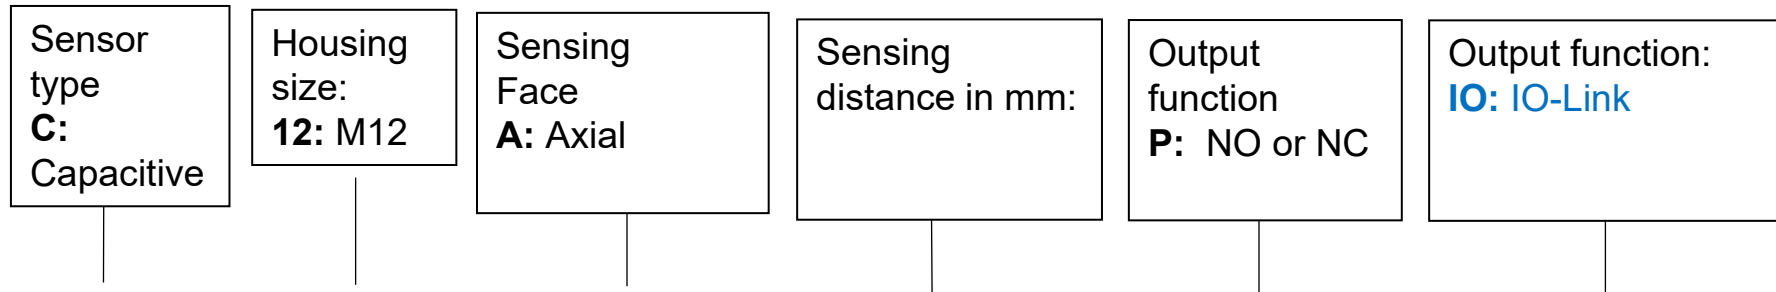 Sensor
type
C:
Capacitive
Housing
size:
12: M12
Sensing
Face
A: Axial
Sensing
distance in mm:
Output
function
P: NO or NC
Output function:
IO: IO-Link